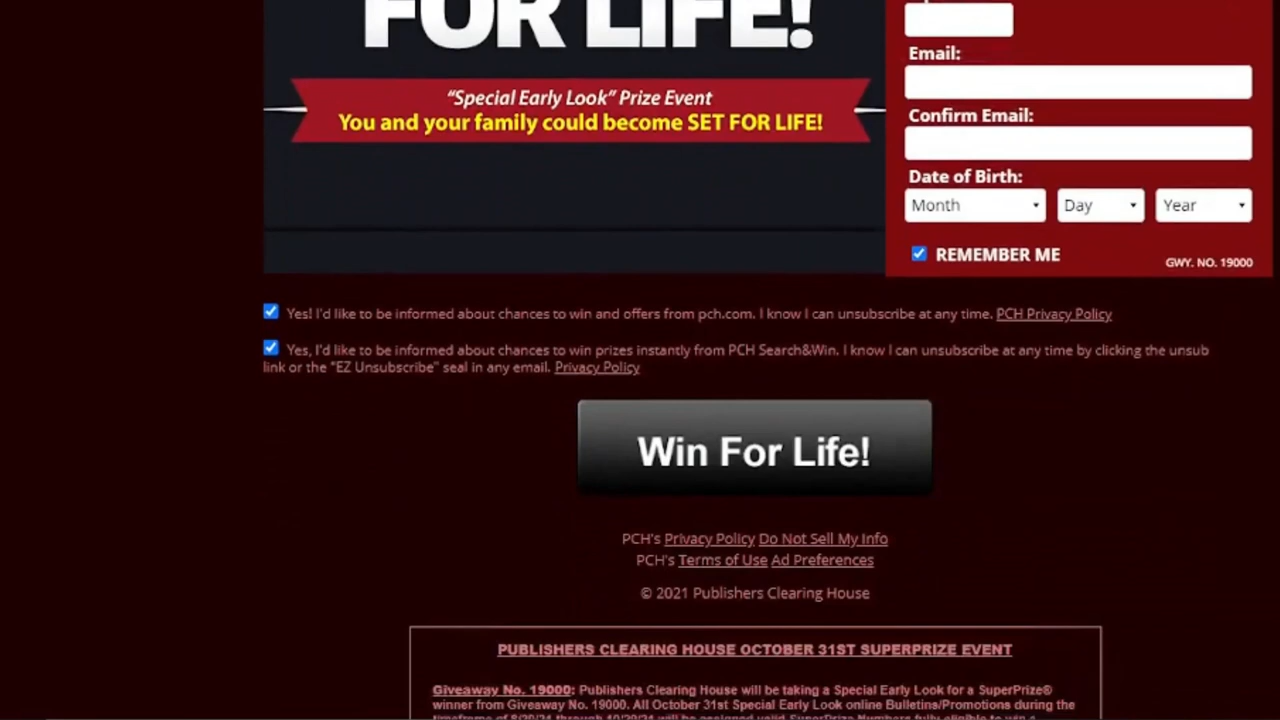 FOR LIFE!
"Special Early Look" Prize Event
You and your family could become SET FOR LIFE!
Email:
Confirm Email:
Date of Birth:
Month Day Year
REMEMBER ME
GWY. NO. 19000
Yes! I'd like to be informed about chances to win and offers from pch.com. I know I can unsubscribe at any time. PCH Privacy Policy
Yes, I'd like to be informed about chances to win prizes instantly from PCH Search&Win. I know I can unsubscribe at any time by clicking the unsub
link or the "EZ Unsubscribe" seal in any email. Privacy Policy
Win For Life!
PCH's Privacy Policy Do Not Sell My Info
PCH's Terms of Use Ad Preferences
© 2021 Publishers Clearing House
PUBLISHERS CLEARING HOUSE OCTOBER 31ST SUPERPRIZE EVENT
Giveaway No. 19000: Publishers Clearing House will be taking a Special Early Look for a SuperPrize®
winner from Giveaway No. 19000. All October 31st Special Early Look online Bulletins/Promotions during the